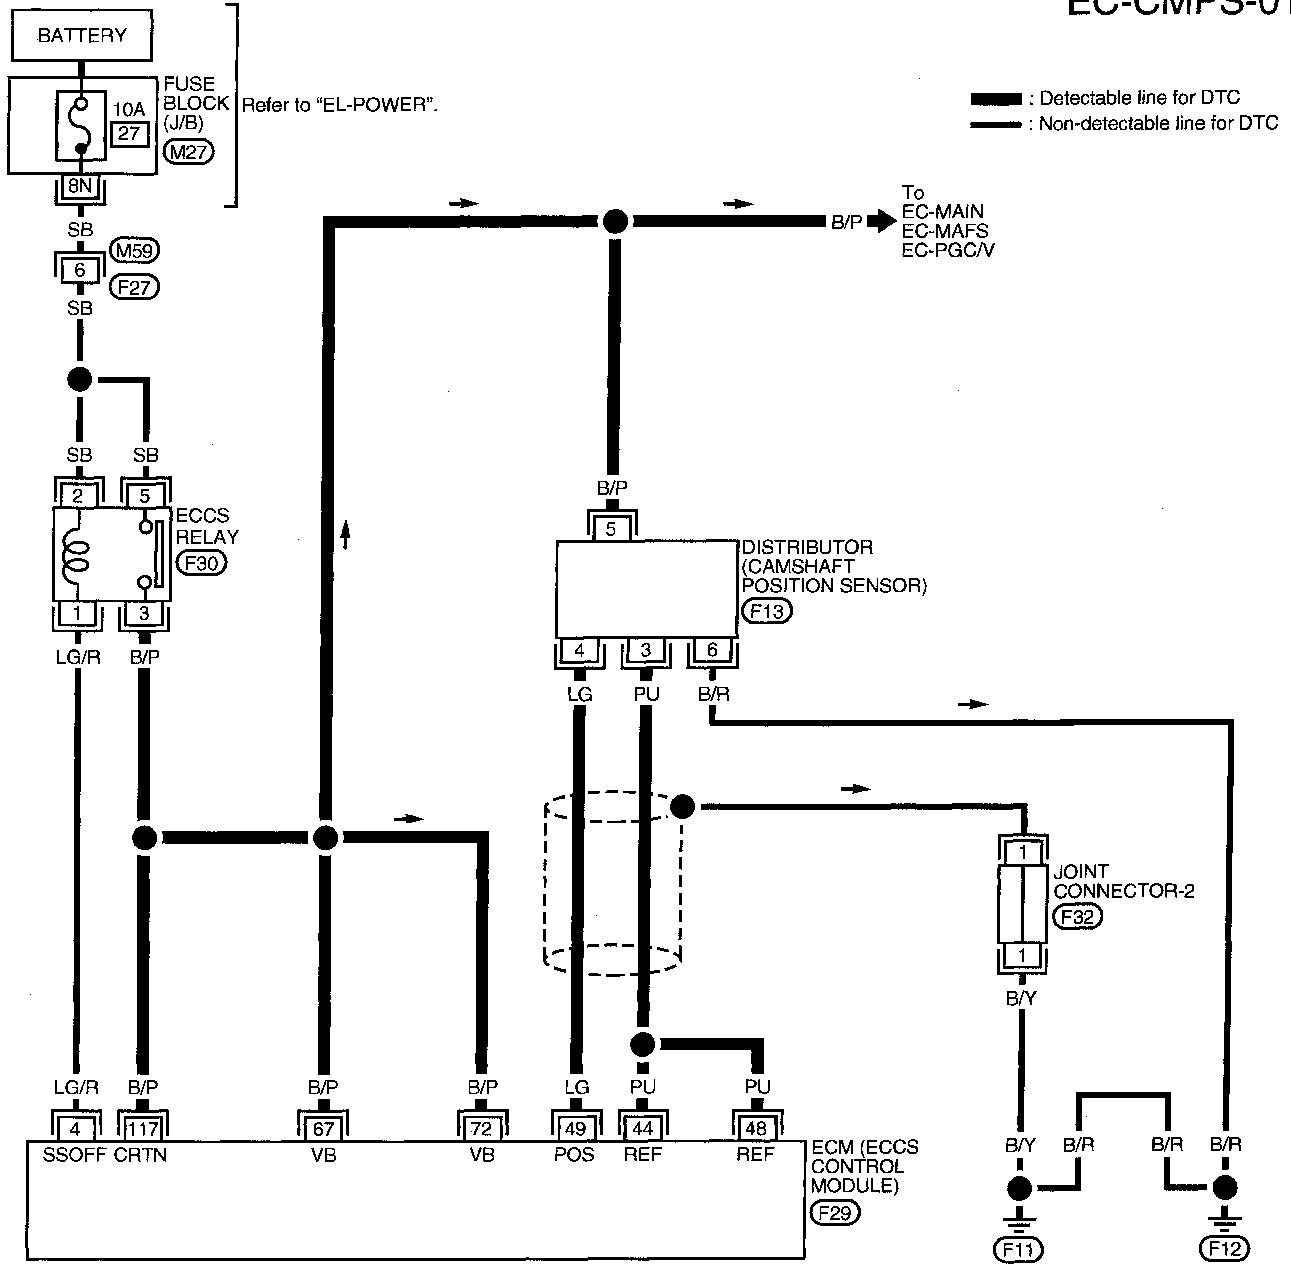 EC-CMPS-01
BATTERY
FUSE
BLOCK
(J/B)
M27
10A
27
Refer to "EL-POWER".
: Detectable line for DTC
: Non-detectable line for DTC
8N
SB
M59
6
F27
SB
To
EC-MAIN
EC-MAFS
EC-PGC/V
B/P
SB SB
2 5
ECCS
RELAY
F30
1 3
LG/R B/P
B/P
5
DISTRIBUTOR
(CAMSHAFT
POSITION SENSOR)
F13
4 3 6
LG PU B/R
1
JOINT
CONNECTOR-2
F32
1
B/Y
LG/R B/P B/P B/P LG PU PU
4 117 67 72 49 44 48
SSOFF CRTN VB VB POS REF REF
ECM (ECCS
CONTROL
MODULE)
F29
B/Y B/R B/R B/R
F11 F12